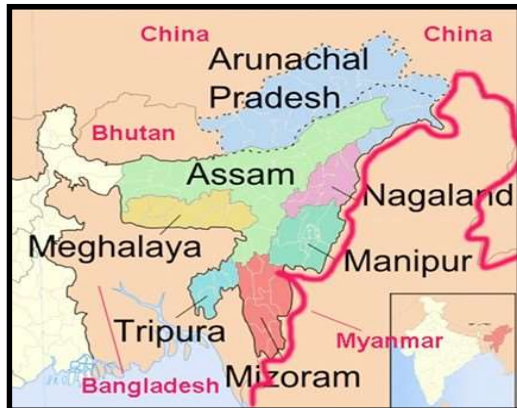 China
China
Arunachal
Pradesh
Bhutan
Assam
Nagaland
Meghalaya
Manipur
Tripura
Myanmar
Bangladesh
Mizoram